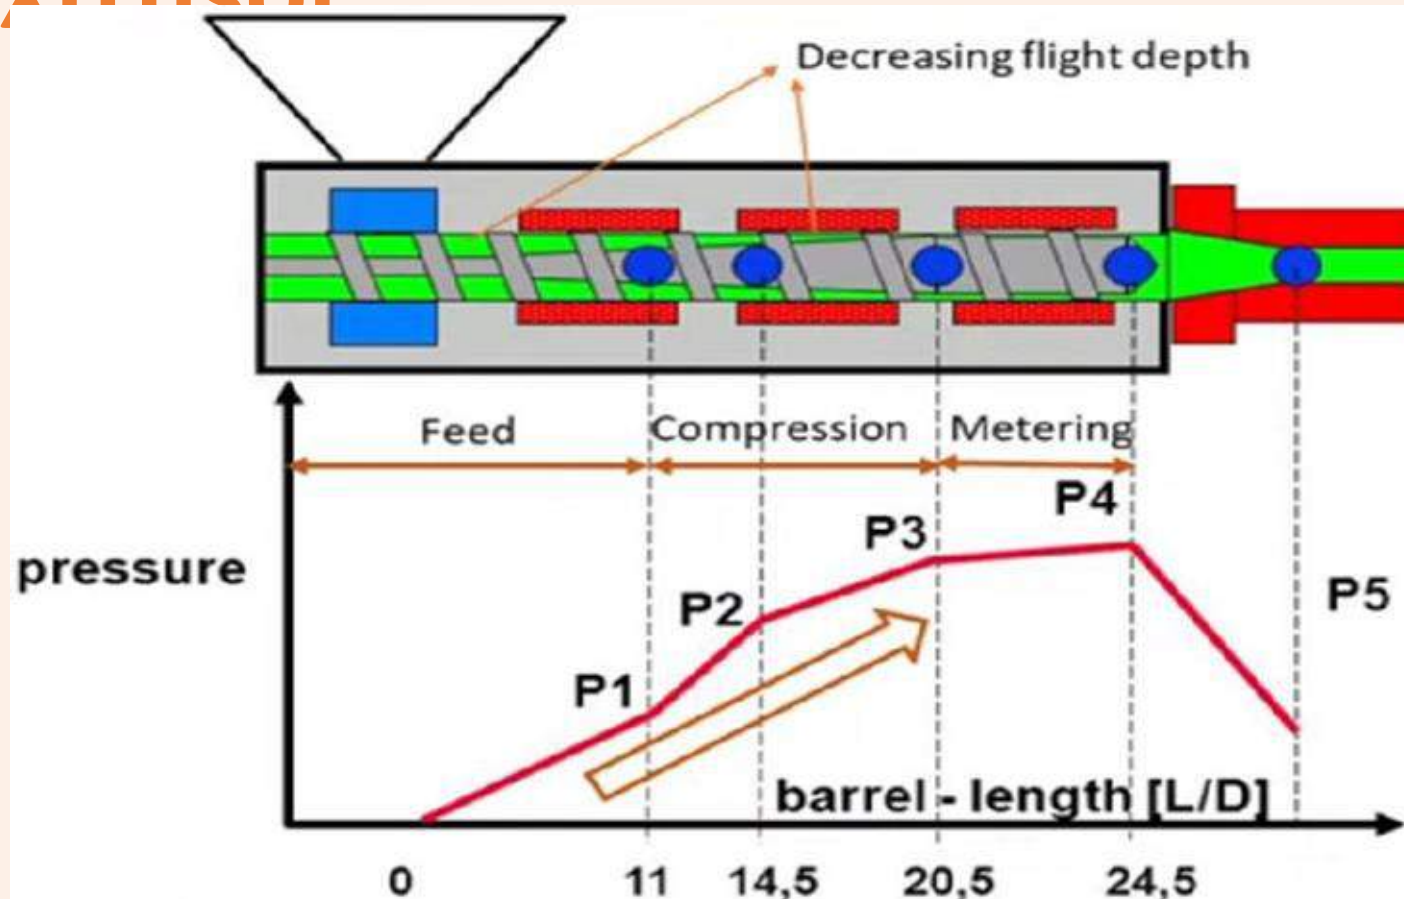 Decreasing flight depth
Feed
Compression
Metering
P4
P3
pressure
P5
P2
P1
barrel - length [L/D]
0
11
14,5
20,5
24,5